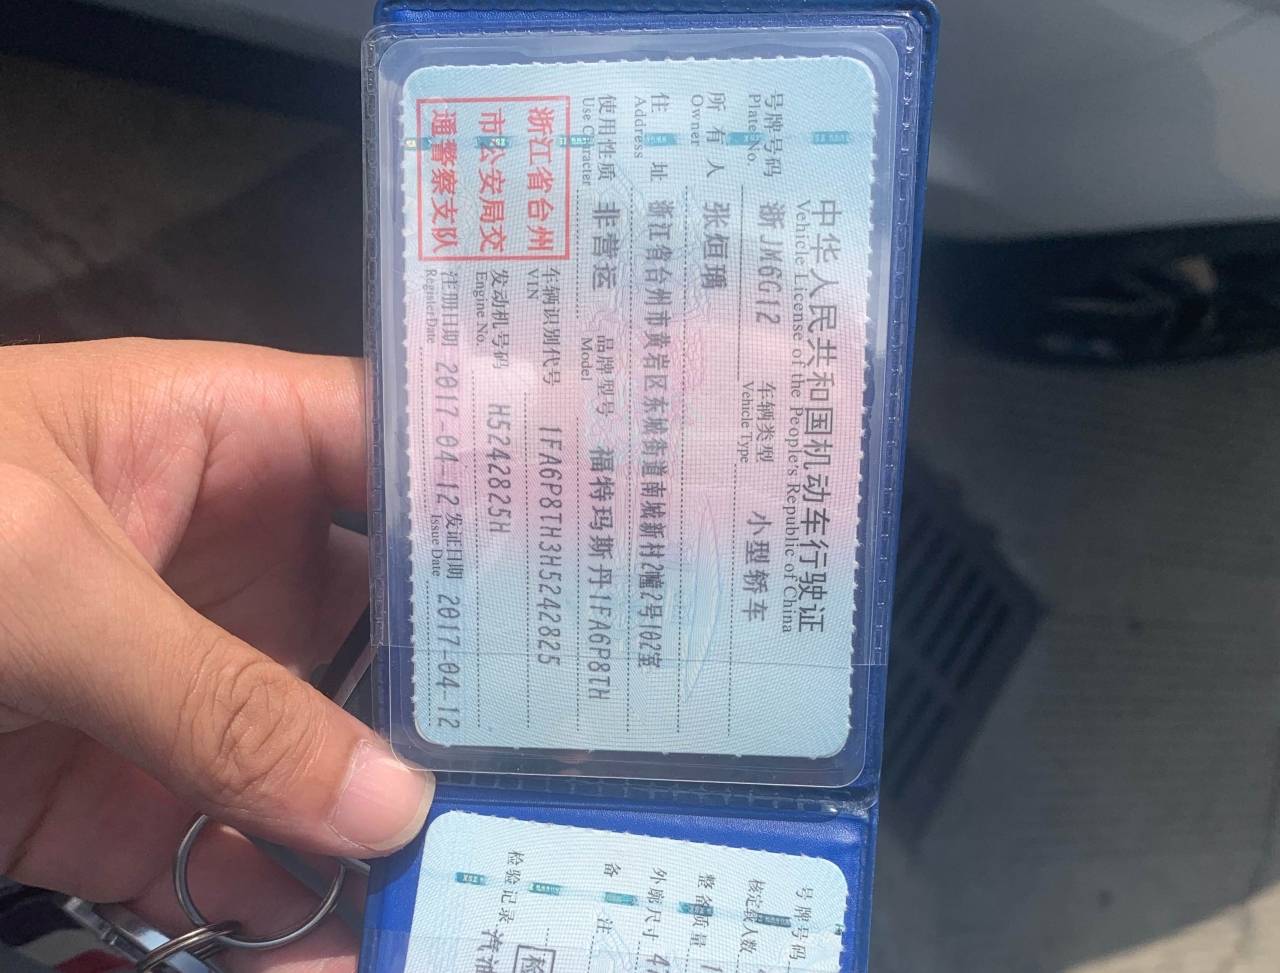 中华人民共和国机动车行驶证
Vehicle License of the People's Republic of China
号牌号码 浙JM6G12 车辆类型 小型轿车
Plate No. Vehicle Type
所有人 张烜瑀
Owner
住址 浙江省台州市黄岩区东城街道南城新村2幢2号102室
Address
使用性质 非营运 品牌型号 福特玛斯丹1FA6P8TH
Use Character Model
浙江省台州
市公安局交
通警察支队
车辆识别代号 1FA6P8TH3H5242825
VIN
发动机号码 H5242825H
Engine No.
注册日期 2017-04-12 发证日期 2017-04-12
Register Date Issue Date
号牌号码
核定载人数
整备质量 1
外廓尺寸 47
备注
检
检验记录 汽油